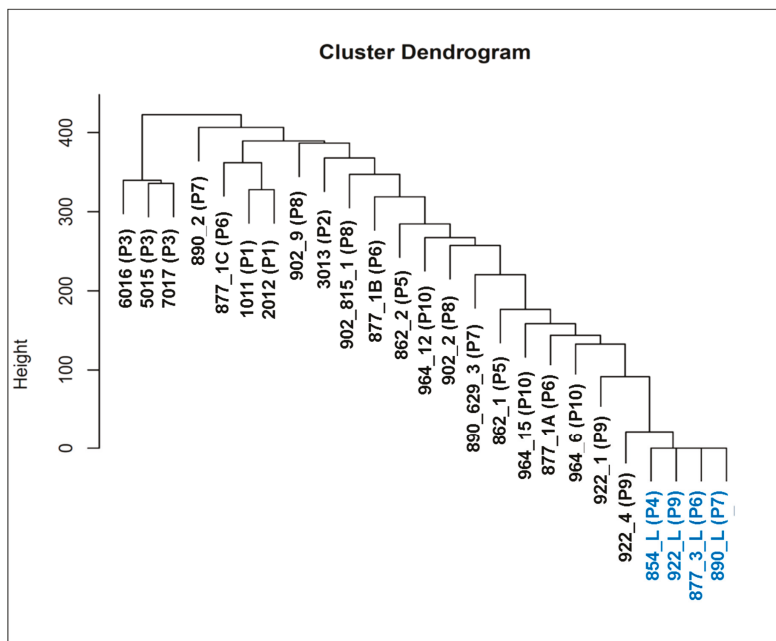 Cluster Dendrogram
Height
400
300
200
100
0
6016 (P3)
5015 (P3)
7017 (P3)
890_2 (P7)
877_1C (P6)
1011 (P1)
2012 (P1)
902_9 (P8)
3013 (P2)
902_815_1 (P8)
877_1B (P6)
862_2 (P5)
964_12 (P10)
902_2 (P8)
890_629_3 (P7)
862_1 (P5)
964_15 (P10)
877_1A (P6)
964_6 (P10)
922_1 (P9)
922_4 (P9)
854_L (P4)
922_L (P9)
877_3_L (P6)
890_L (P7)